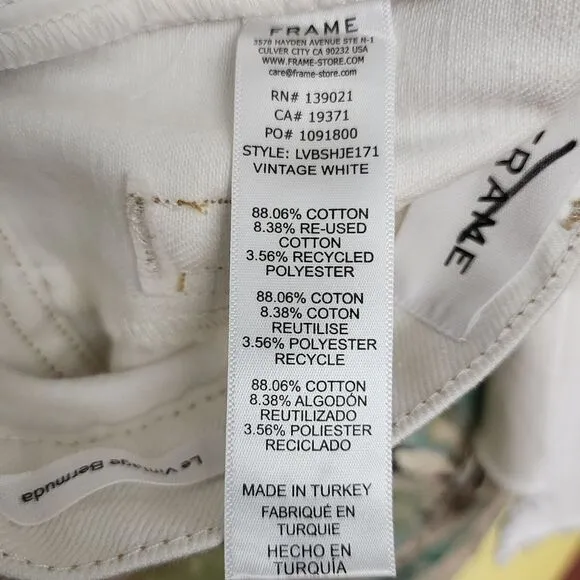 FRAME
3578 HAYDEN AVENUE STE R-1
CULVER CITY CA 90232 USA
WWW.FRAME-STORE.COM
care@frame-store.com
RN# 139021
CA# 19371
PO# 1091800
STYLE: LVBSHJE171
VINTAGE WHITE
88.06% COTTON
8.38% RE-USED
COTTON
3.56% RECYCLED
POLYESTER
88.06% COTON
8.38% COTON
REUTILISE
3.56% POLYESTER
RECYCLE
88.06% COTTON
8.38% ALGODÓN
REUTILIZADO
3.56% POLIESTER
RECICLADO
MADE IN TURKEY
FABRIQUÉ EN
TURQUIE
HECHO EN
TURQUÍA
FRAME
Le Vintage Bermuda